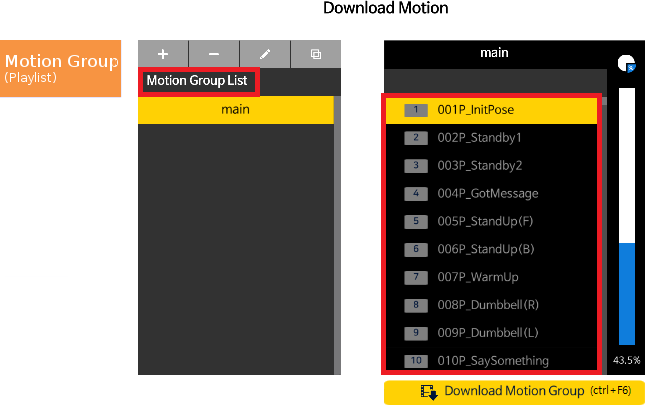 Download Motion
Motion Group
(Playlist)
Motion Group List
main
main
1 001P_InitPose
2 002P_Standby1
3 003P_Standby2
4 004P_GotMessage
5 005P_StandUp(F)
6 006P_StandUp(B)
7 007P_WarmUp
8 008P_Dumbbell(R)
9 009P_Dumbbell(L)
10 010P_SaySomething
43.5%
Download Motion Group (ctrl+F6)